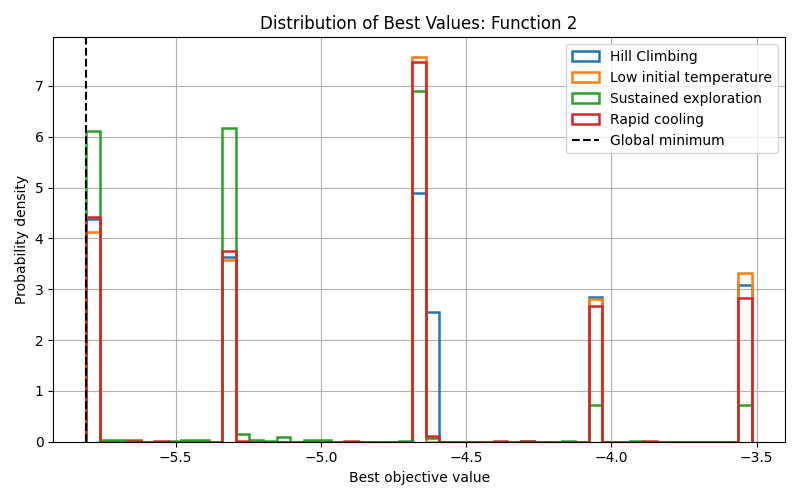 Distribution of Best Values: Function 2
Hill Climbing
Low initial temperature
Sustained exploration
Rapid cooling
Global minimum
Probability density
7
6
5
4
3
2
1
0
−5.5
−5.0
−4.5
−4.0
−3.5
Best objective value